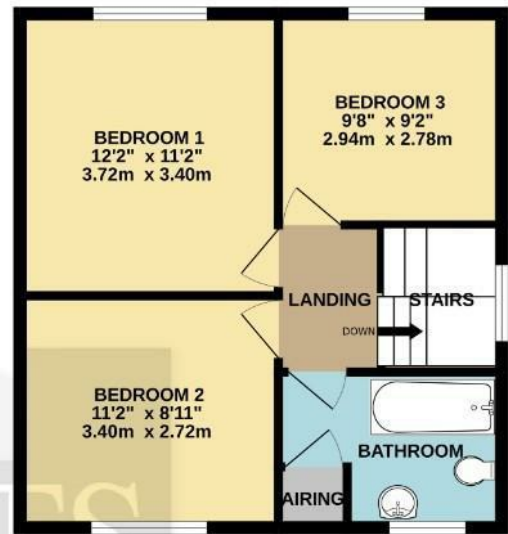 BEDROOM 1
12'2" x 11'2"
3.72m x 3.40m
BEDROOM 3
9'8" x 9'2"
2.94m x 2.78m
LANDING
STAIRS
DOWN
BEDROOM 2
11'2" x 8'11"
3.40m x 2.72m
BATHROOM
AIRING